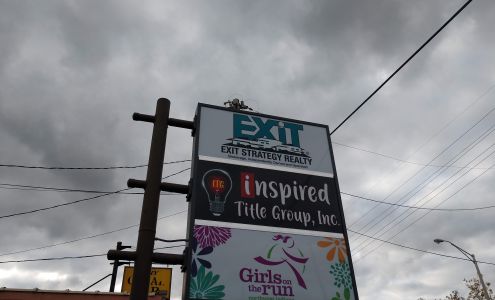 EXiT
EXIT STRATEGY REALTY
ITG
inspired
Title Group, Inc.
Girls
on the run